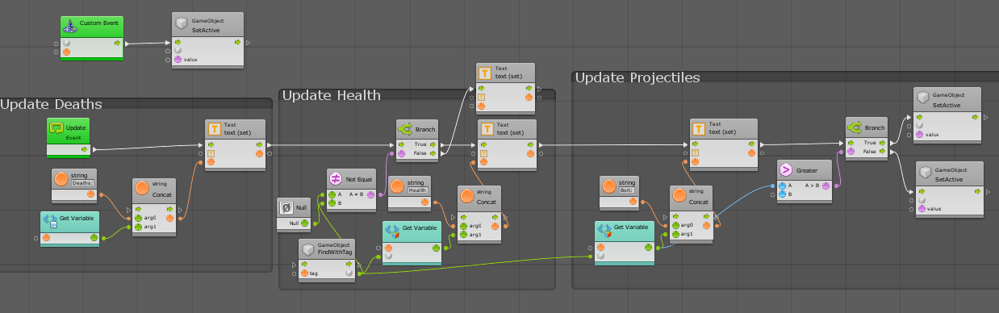 Custom Event
GameObject
SetActive
value
Update Deaths
Update
Event
Text
text (set)
string
Deaths:
string
Concat
arg0
arg1
Get Variable
Update Health
Text
text (set)
Branch
True
False
Text
text (set)
Not Equal
A A ≠ B
B
string
Health
Null
Null
string
Concat
arg0
arg1
Get Variable
GameObject
FindWithTag
tag
Update Projectiles
Text
text (set)
Branch
True
False
GameObject
SetActive
value
Greater
A A > B
B
GameObject
SetActive
value
string
Bolt:
string
Concat
arg0
arg1
Get Variable